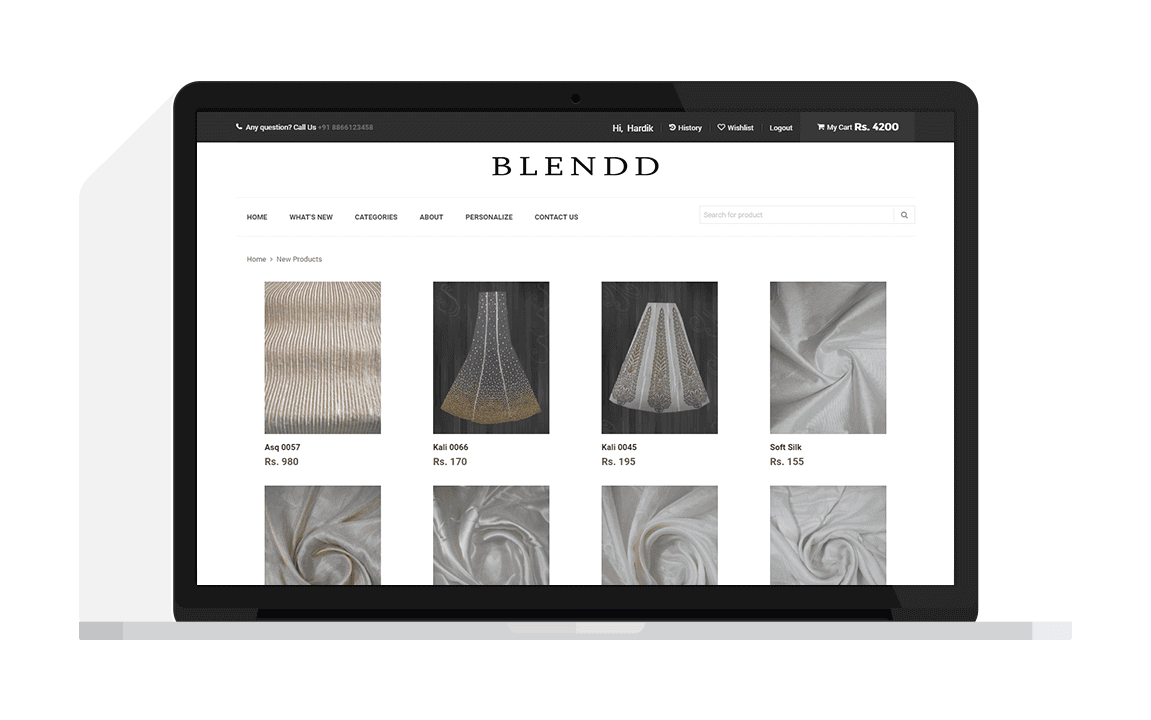 Any question? Call Us +91 8866123458
Hi, Hardik History Wishlist Logout My Cart Rs. 4200
BLENDD
HOME WHAT'S NEW CATEGORIES ABOUT PERSONALIZE CONTACT US
Search for product
Home > New Products
Asq 0057 Kali 0066 Kali 0045 Soft Silk
Rs. 980 Rs. 170 Rs. 195 Rs. 155